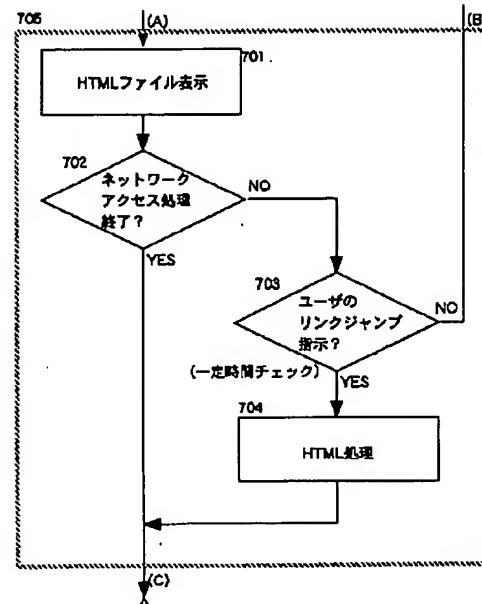 705
(A)
(B)
701
HTMLファイル表示
702
ネットワーク
アクセス処理
終了？
NO
YES
703
ユーザの
リンクジャンプ
指示？
NO
(一定時間チェック)
YES
704
HTML処理
(C)